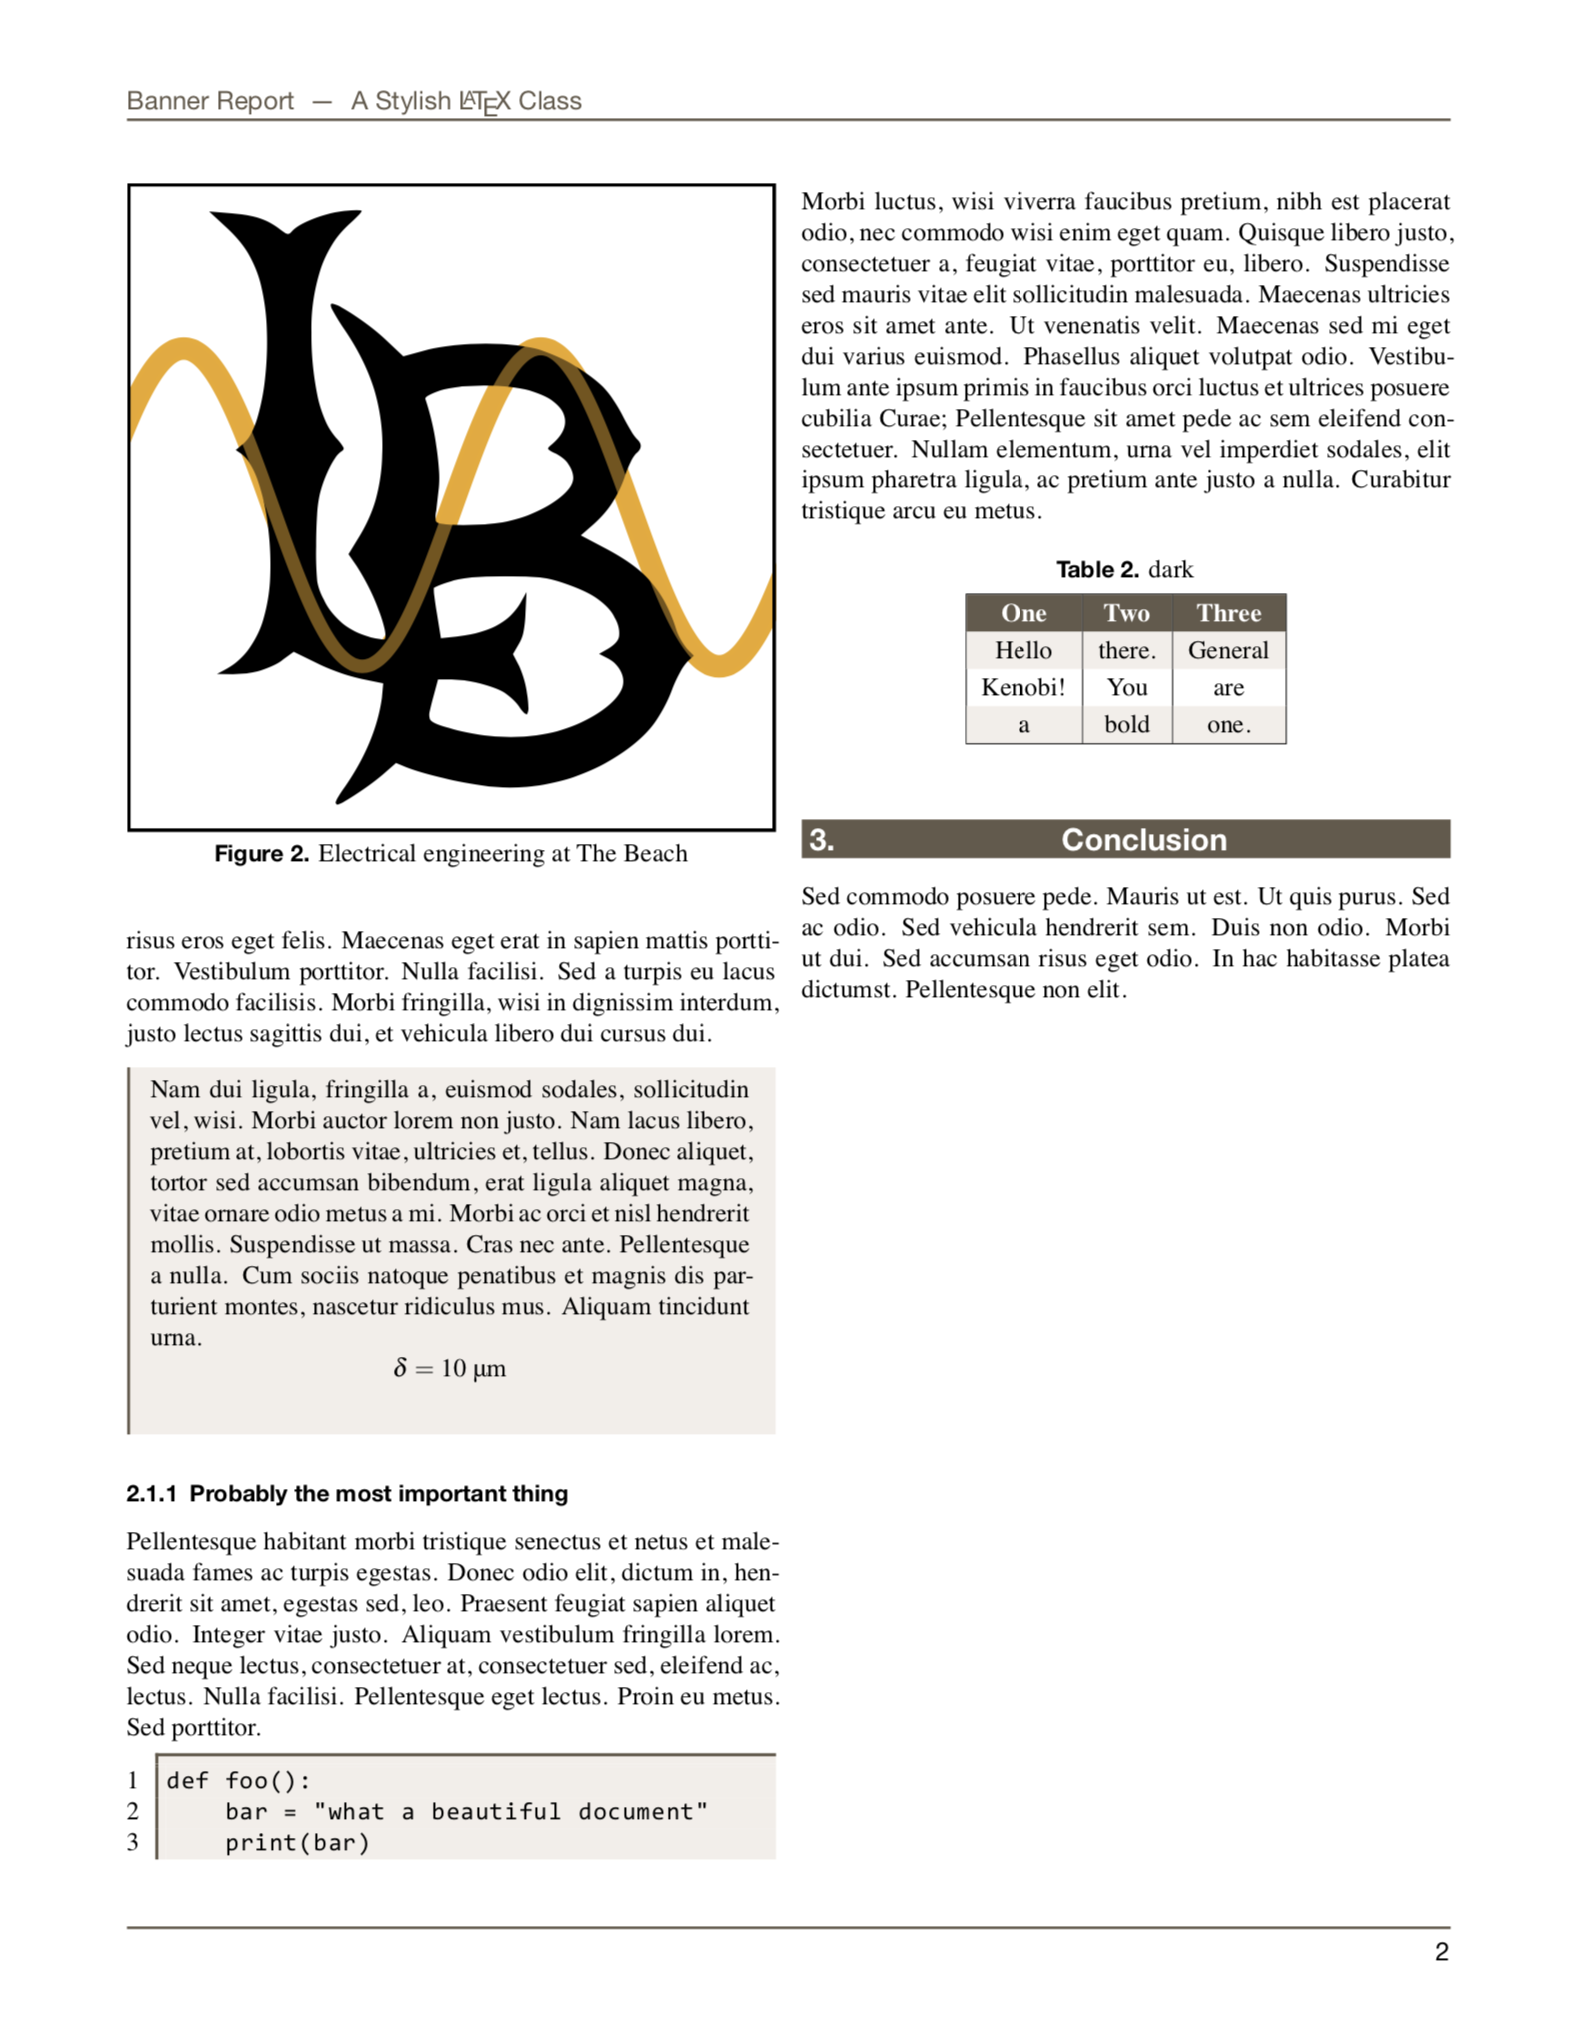 Banner Report — A Stylish LATEX Class
LB
Figure 2. Electrical engineering at The Beach
risus eros eget felis. Maecenas eget erat in sapien mattis portti-
tor. Vestibulum porttitor. Nulla facilisi. Sed a turpis eu lacus
commodo facilisis. Morbi fringilla, wisi in dignissim interdum,
justo lectus sagittis dui, et vehicula libero dui cursus dui.
Nam dui ligula, fringilla a, euismod sodales, sollicitudin
vel, wisi. Morbi auctor lorem non justo. Nam lacus libero,
pretium at, lobortis vitae, ultricies et, tellus. Donec aliquet,
tortor sed accumsan bibendum, erat ligula aliquet magna,
vitae ornare odio metus a mi. Morbi ac orci et nisl hendrerit
mollis. Suspendisse ut massa. Cras nec ante. Pellentesque
a nulla. Cum sociis natoque penatibus et magnis dis par-
turient montes, nascetur ridiculus mus. Aliquam tincidunt
urna.
δ = 10 µm
2.1.1 Probably the most important thing
Pellentesque habitant morbi tristique senectus et netus et male-
suada fames ac turpis egestas. Donec odio elit, dictum in, hen-
drerit sit amet, egestas sed, leo. Praesent feugiat sapien aliquet
odio. Integer vitae justo. Aliquam vestibulum fringilla lorem.
Sed neque lectus, consectetuer at, consectetuer sed, eleifend ac,
lectus. Nulla facilisi. Pellentesque eget lectus. Proin eu metus.
Sed porttitor.
1 def foo():
2     bar = "what a beautiful document"
3     print(bar)
Morbi luctus, wisi viverra faucibus pretium, nibh est placerat
odio, nec commodo wisi enim eget quam. Quisque libero justo,
consectetuer a, feugiat vitae, porttitor eu, libero. Suspendisse
sed mauris vitae elit sollicitudin malesuada. Maecenas ultricies
eros sit amet ante. Ut venenatis velit. Maecenas sed mi eget
dui varius euismod. Phasellus aliquet volutpat odio. Vestibu-
lum ante ipsum primis in faucibus orci luctus et ultrices posuere
cubilia Curae; Pellentesque sit amet pede ac sem eleifend con-
sectetuer. Nullam elementum, urna vel imperdiet sodales, elit
ipsum pharetra ligula, ac pretium ante justo a nulla. Curabitur
tristique arcu eu metus.
Table 2. dark
One Two Three
Hello there. General
Kenobi! You are
a bold one.
3. Conclusion
Sed commodo posuere pede. Mauris ut est. Ut quis purus. Sed
ac odio. Sed vehicula hendrerit sem. Duis non odio. Morbi
ut dui. Sed accumsan risus eget odio. In hac habitasse platea
dictumst. Pellentesque non elit.
2